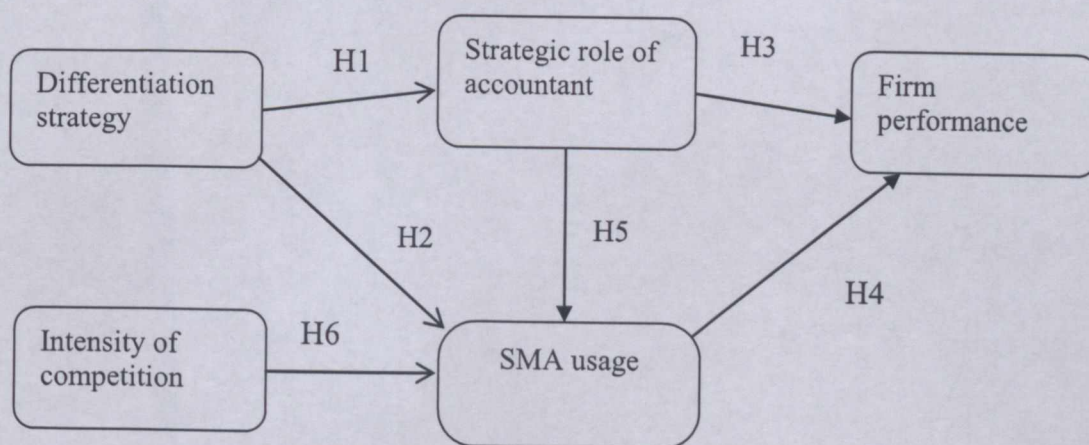 Differentiation
strategy
H1
Strategic role of
accountant
H3
Firm
performance
H2
H5
H4
Intensity of
competition
H6
SMA usage